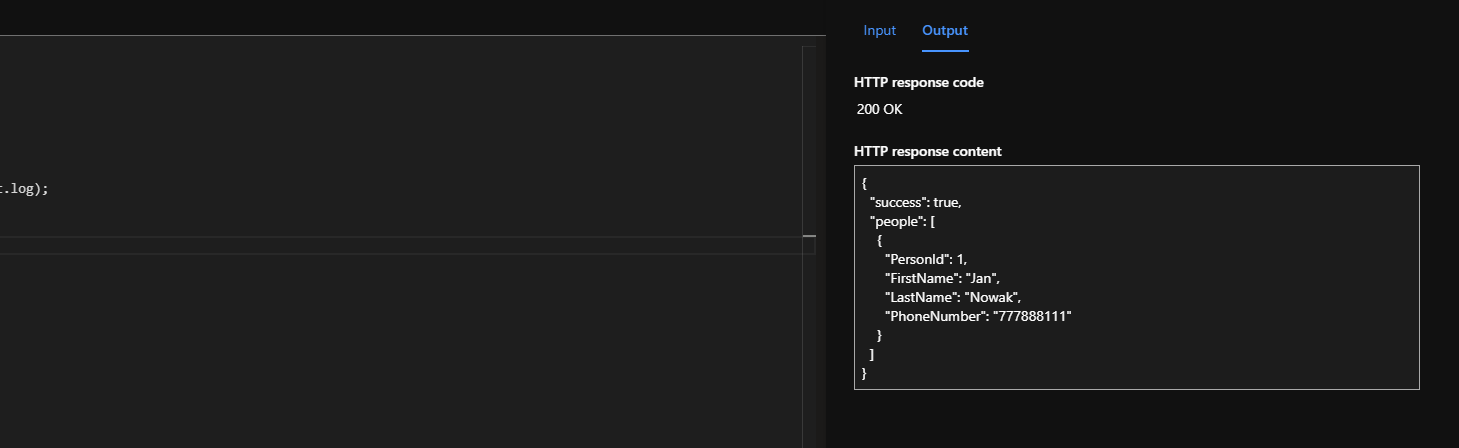 Input Output
HTTP response code
200 OK
HTTP response content
t.log);
{
"success": true,
"people": [
{
"PersonId": 1,
"FirstName": "Jan",
"LastName": "Nowak",
"PhoneNumber": "777888111"
}
]
}